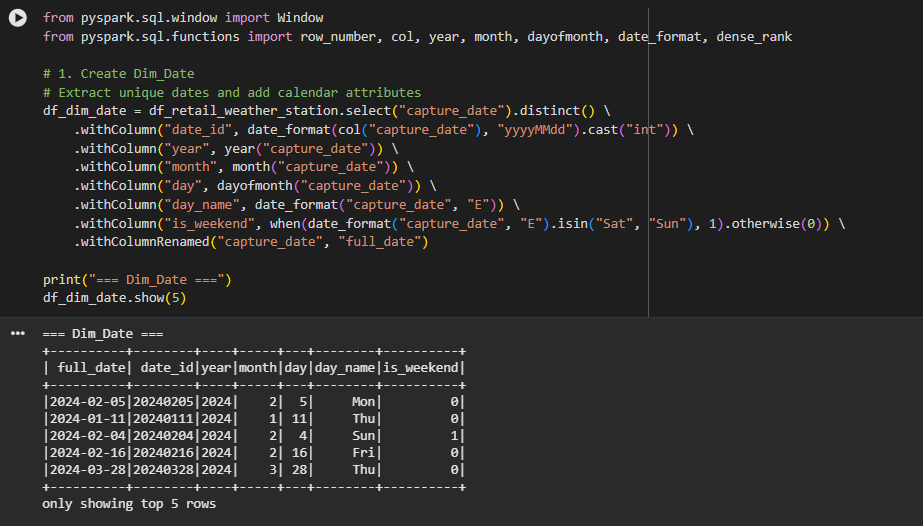 from pyspark.sql.window import Window
from pyspark.sql.functions import row_number, col, year, month, dayofmonth, date_format, dense_rank

# 1. Create Dim_Date
# Extract unique dates and add calendar attributes
df_dim_date = df_retail_weather_station.select("capture_date").distinct() \
    .withColumn("date_id", date_format(col("capture_date"), "yyyyMMdd").cast("int")) \
    .withColumn("year", year("capture_date")) \
    .withColumn("month", month("capture_date")) \
    .withColumn("day", dayofmonth("capture_date")) \
    .withColumn("day_name", date_format("capture_date", "E")) \
    .withColumn("is_weekend", when(date_format("capture_date", "E").isin("Sat", "Sun"), 1).otherwise(0)) \
    .withColumnRenamed("capture_date", "full_date")

print("=== Dim_Date ===")
df_dim_date.show(5)

=== Dim_Date ===
+----------+--------+----+-----+---+--------+----------+
| full_date| date_id|year|month|day|day_name|is_weekend|
+----------+--------+----+-----+---+--------+----------+
|2024-02-05|20240205|2024|    2|  5|     Mon|         0|
|2024-01-11|20240111|2024|    1| 11|     Thu|         0|
|2024-02-04|20240204|2024|    2|  4|     Sun|         1|
|2024-02-16|20240216|2024|    2| 16|     Fri|         0|
|2024-03-28|20240328|2024|    3| 28|     Thu|         0|
+----------+--------+----+-----+---+--------+----------+
only showing top 5 rows